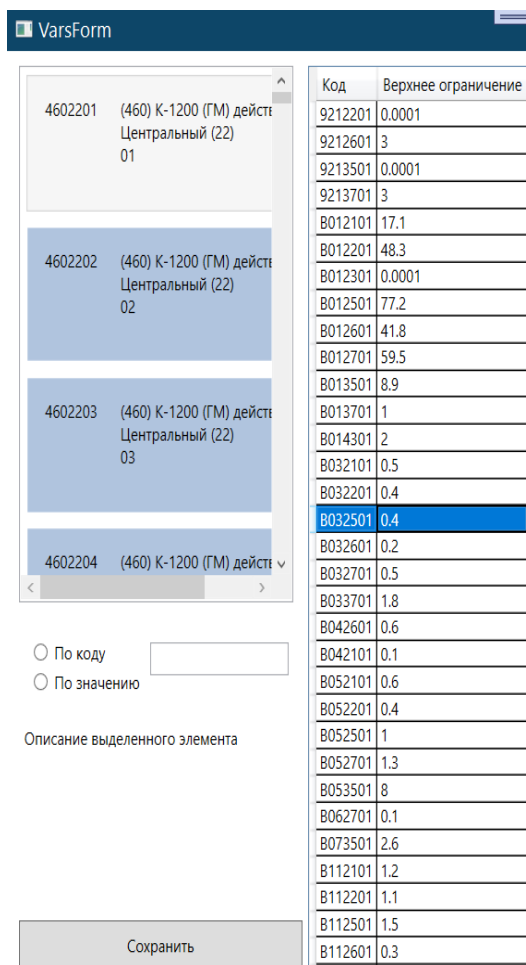 VarsForm
4602201 (460) К-1200 (ГМ)
Центральный (22)
01
4602202 (460) К-1200 (ГМ)
Центральный (22)
02
4602203 (460) К-1200 (ГМ)
Центральный (22)
03
4602204 (460) К-1200 (ГМ)
По коду
По значению
Описание выделенного элемента
Сохранить
Код Верхнее ограничение
9212201 0.0001
9212601 3
9213501 0.0001
9213701 3
B012101 17.1
B012201 48.3
B012301 0.0001
B012501 77.2
B012601 41.8
B012701 59.5
B013501 8.9
B013701 1
B014301 2
B032101 0.5
B032201 0.4
B032501 0.4
B032601 0.2
B032701 0.5
B033701 1.8
B042601 0.6
B042101 0.1
B052101 0.6
B052201 0.4
B052501 1
B052701 1.3
B053501 8
B062701 0.1
B073501 2.6
B112101 1.2
B112201 1.1
B112501 1.5
B112601 0.3